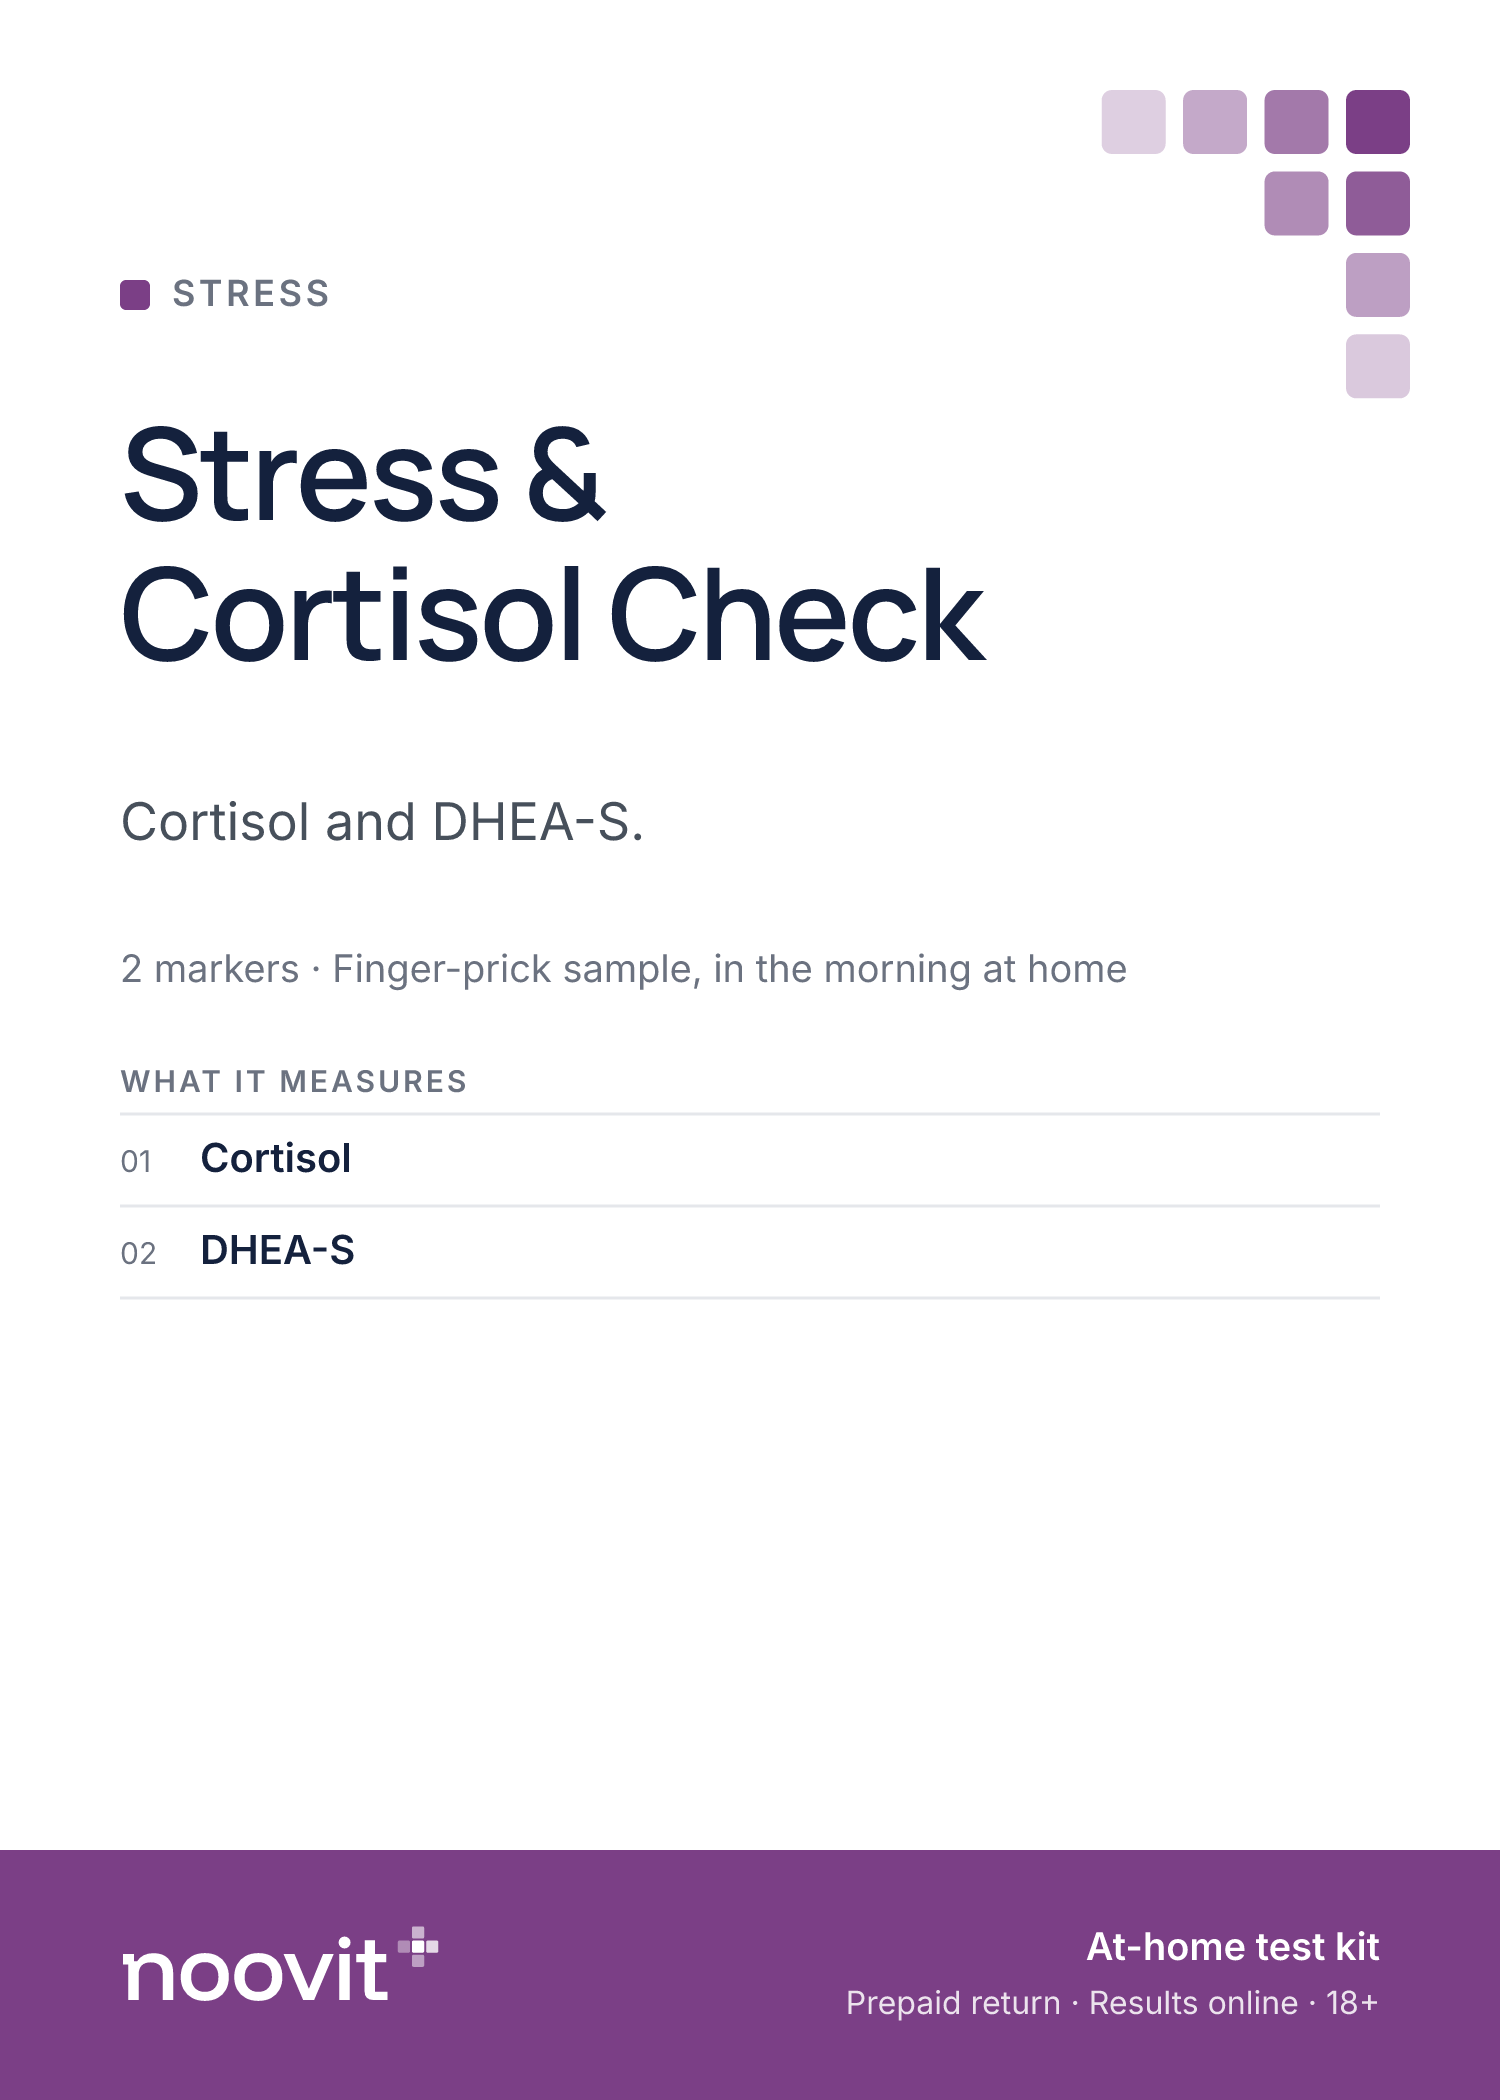 STRESS
Stress &
Cortisol Check
Cortisol and DHEA-S.
2 markers · Finger-prick sample, in the morning at home
WHAT IT MEASURES
01 Cortisol
02 DHEA-S
noovit
At-home test kit
Prepaid return · Results online · 18+